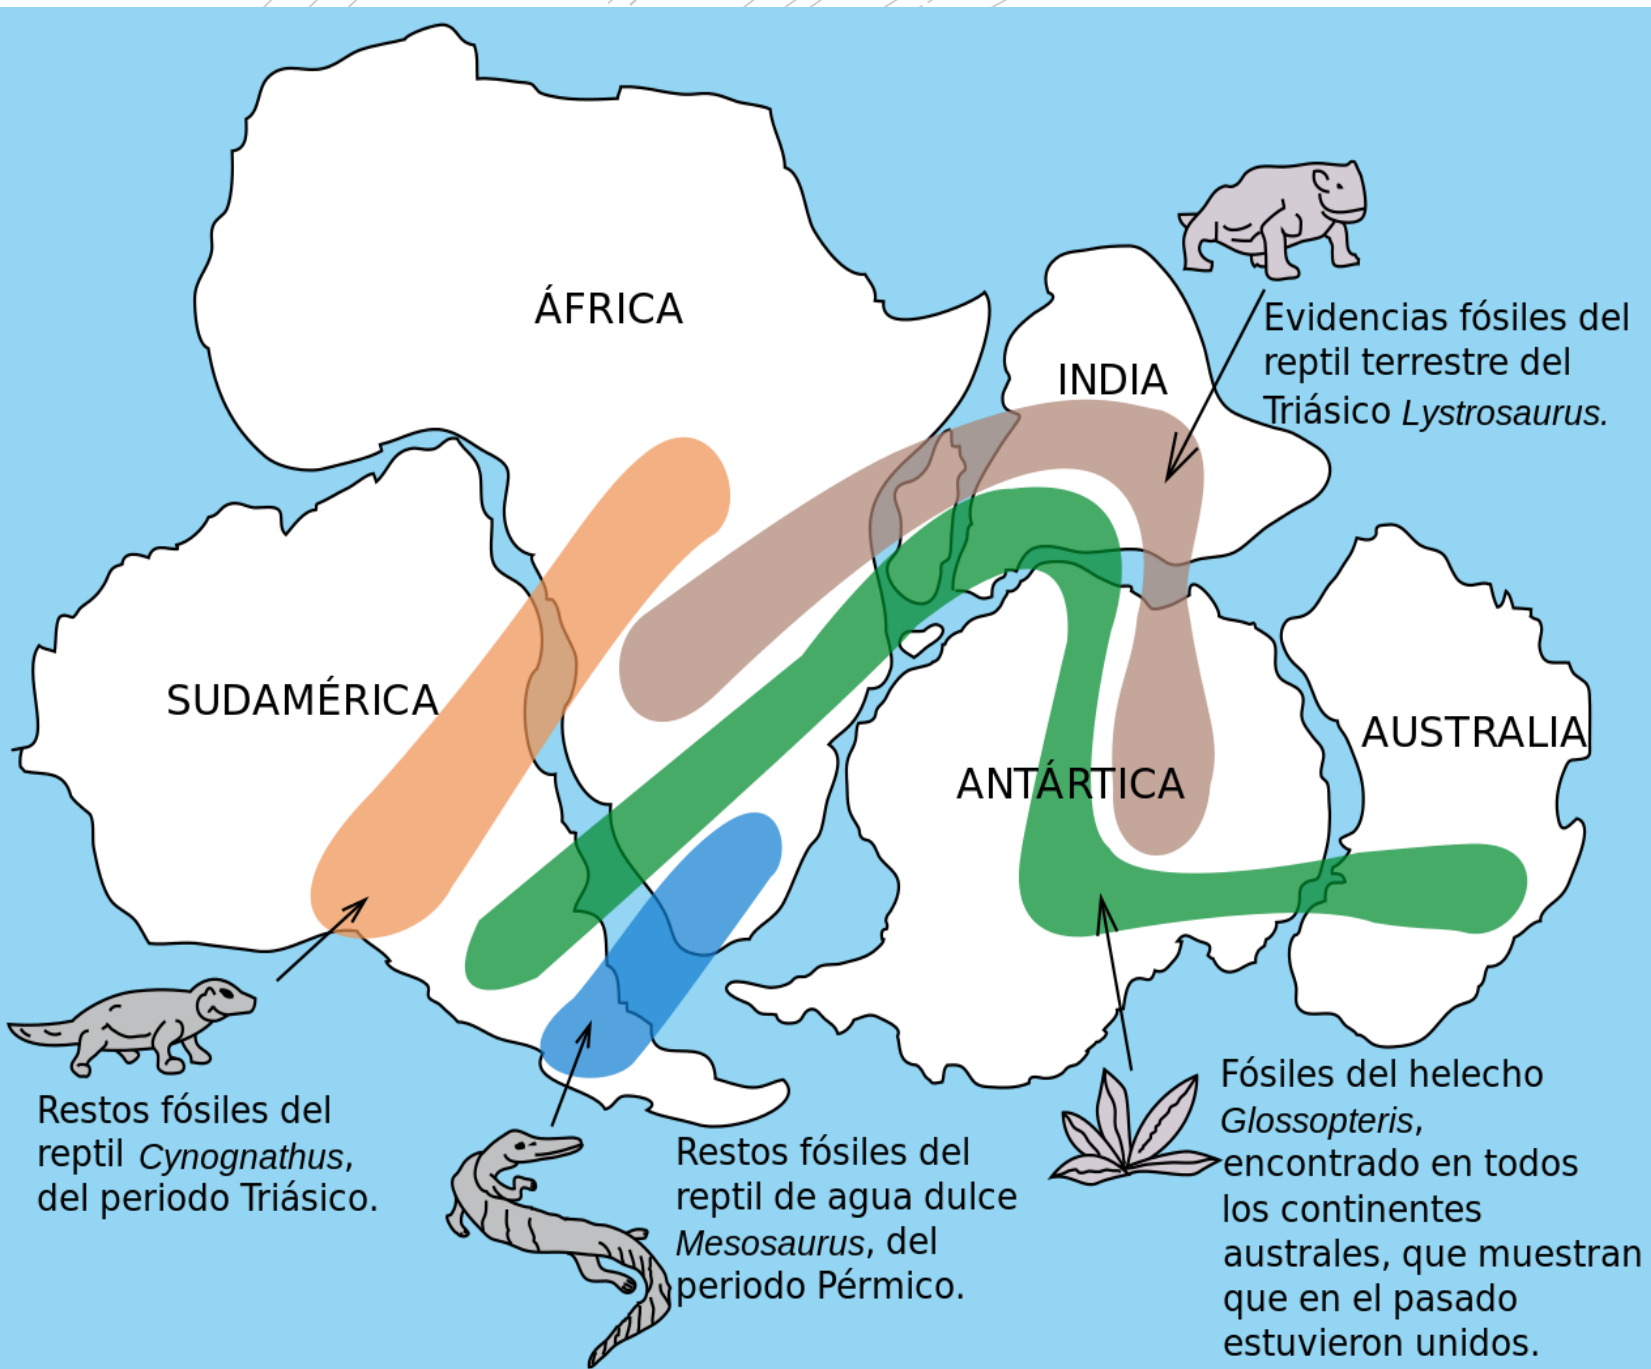 ÁFRICA
INDIA
Evidencias fósiles del
reptil terrestre del
Triásico Lystrosaurus.
SUDAMÉRICA
ANTÁRTICA
AUSTRALIA
Restos fósiles del
reptil Cynognathus,
del periodo Triásico.
Restos fósiles del
reptil de agua dulce
Mesosaurus, del
periodo Pérmico.
Fósiles del helecho
Glossopteris,
encontrado en todos
los continentes
australes, que muestran
que en el pasado
estuvieron unidos.